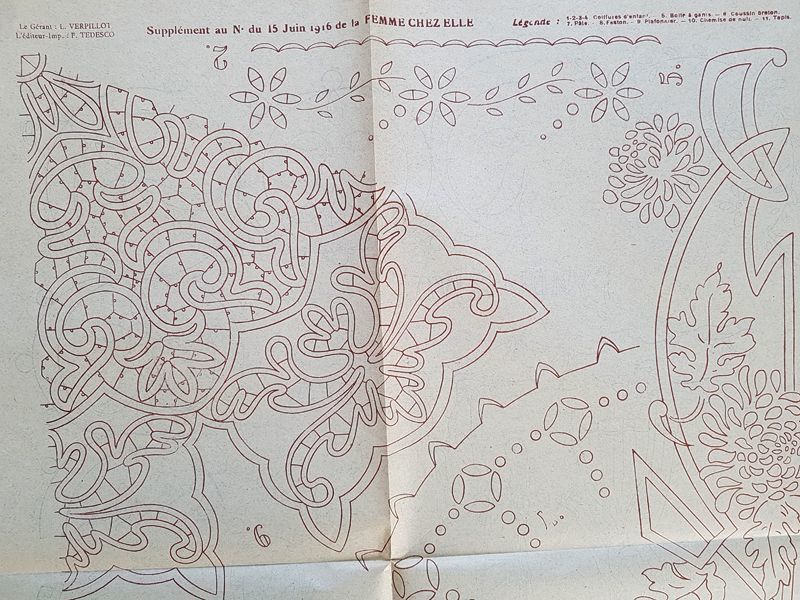 Le Gérant : L. VERPILLOT
L'éditeur-Imp. : F. TEDESCO
Supplément au N° du 15 Juin 1916 de la FEMME CHEZ ELLE
Légende : 1-2-3-4 Coiffures d'enfant. — 5. Boîte à gants. — 6 Coussin breton.
7. Pâle. — 8. Feston. — 9. Plafonnier. — 10. Chemise de nuit. — 11. Tapis.
2.
5.
6.